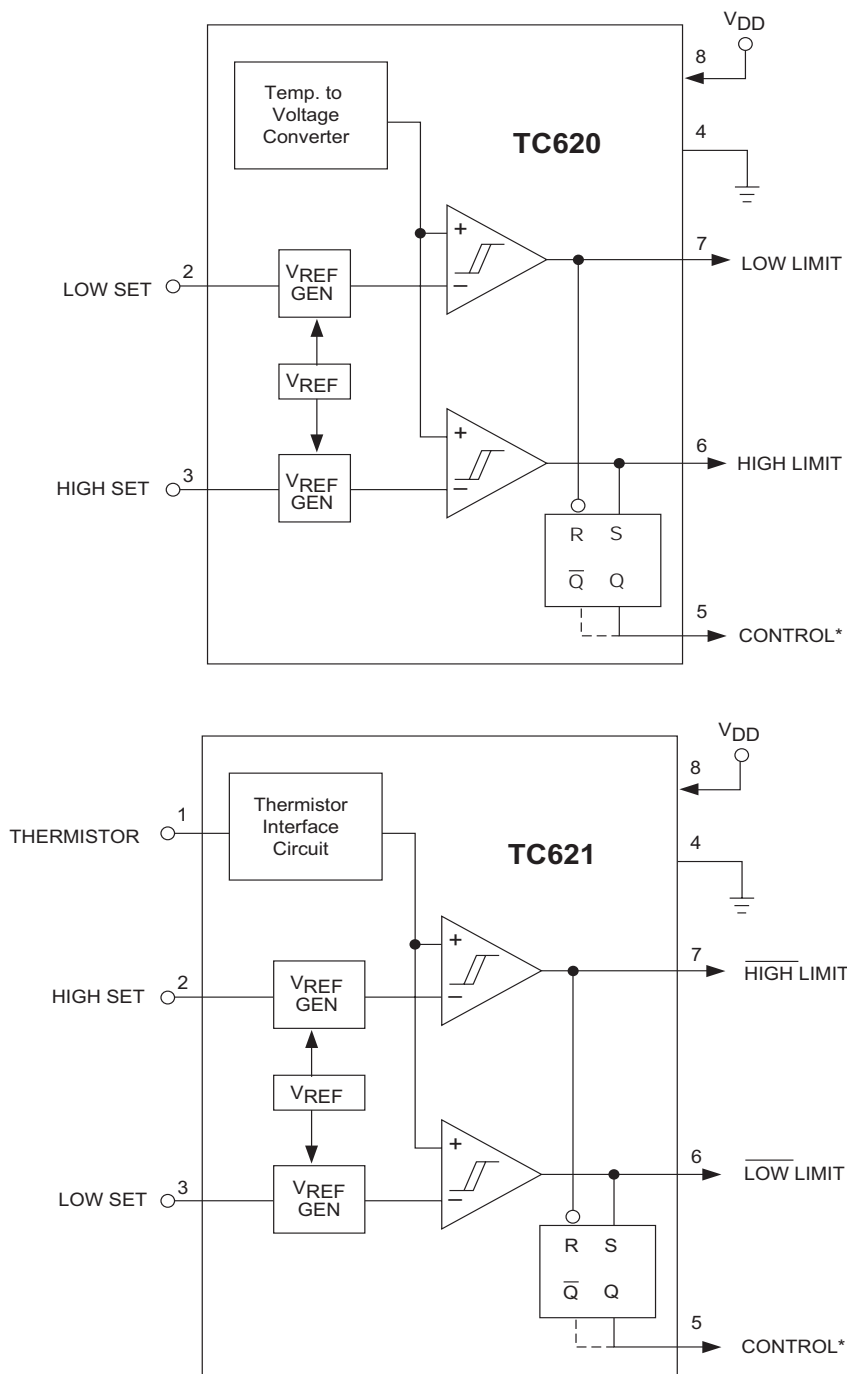 VDD
8
Temp. to
Voltage
Converter
TC620
4
+
7
LOW LIMIT
2
LOW SET
VREF
GEN
−
VREF
+
6
HIGH LIMIT
3
HIGH SET
VREF
GEN
−
R S
Q̅ Q
5
CONTROL*
VDD
8
1
THERMISTOR
Thermistor
Interface
Circuit
TC621
4
+
7
H̅I̅G̅H̅ LIMIT
2
HIGH SET
VREF
GEN
−
VREF
+
6
L̅O̅W̅ LIMIT
3
LOW SET
VREF
GEN
−
R S
Q̅ Q
5
CONTROL*